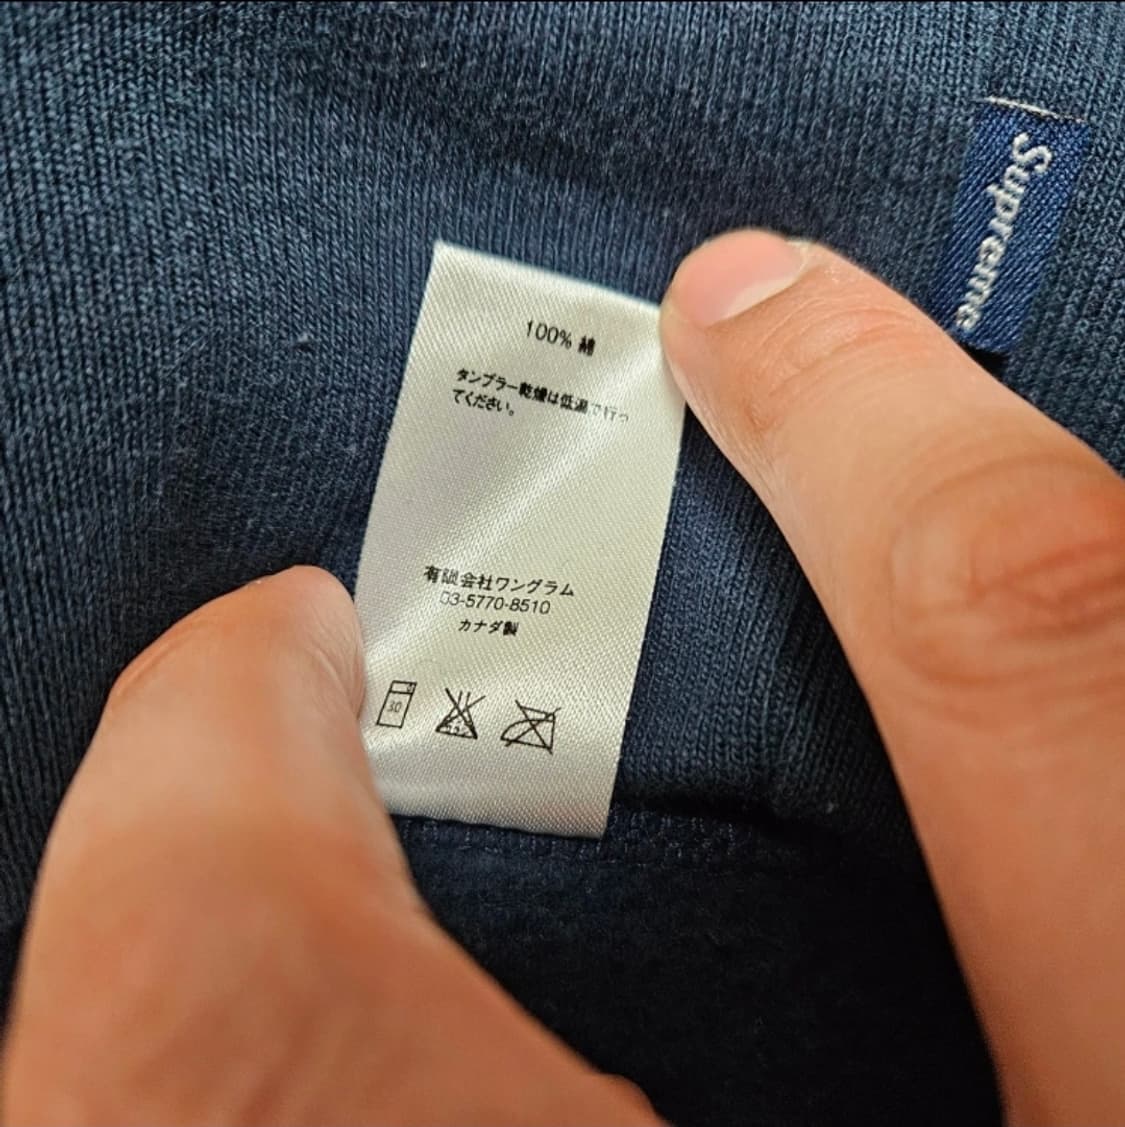 Supreme
100% 綿
タンブラー乾燥は低温で行っ
てください。
有限会社ワングラム
03-5770-8510
カナダ製
30